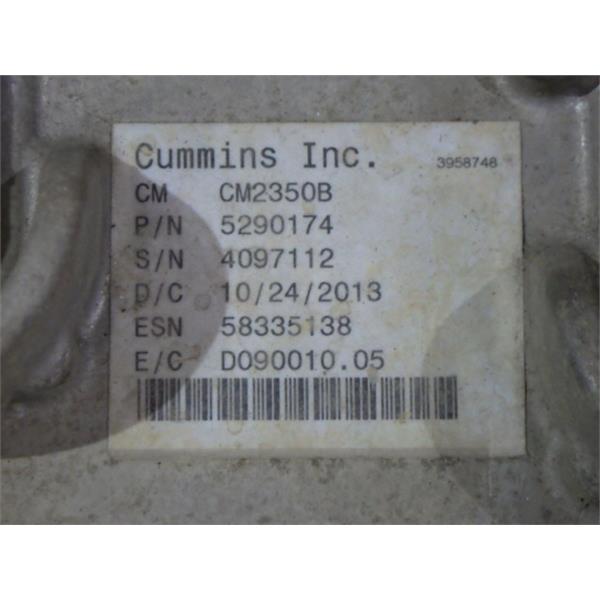 Cummins Inc. 3958748
CM CM2350B
P/N 5290174
S/N 4097112
D/C 10/24/2013
ESN 58335138
E/C D090010.05